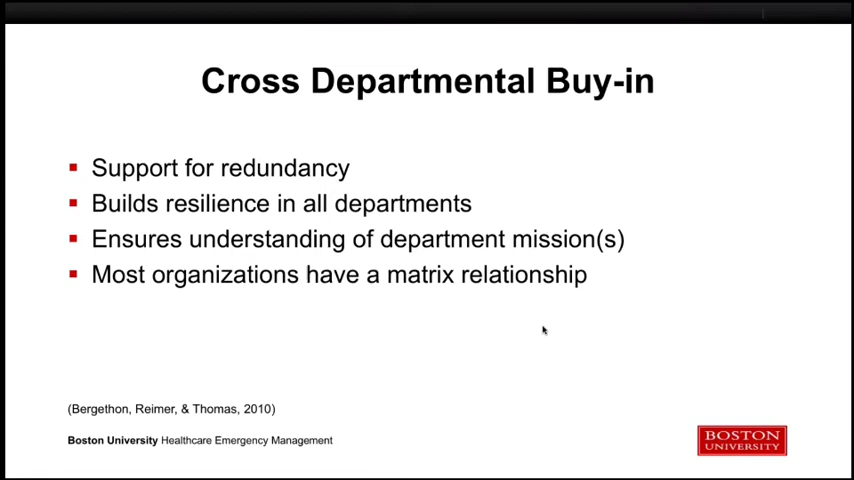 Cross Departmental Buy-in
Support for redundancy
Builds resilience in all departments
Ensures understanding of department mission(s)
Most organizations have a matrix relationship
(Bergethon, Reimer, & Thomas, 2010)
Boston University Healthcare Emergency Management
BOSTON
UNIVERSITY